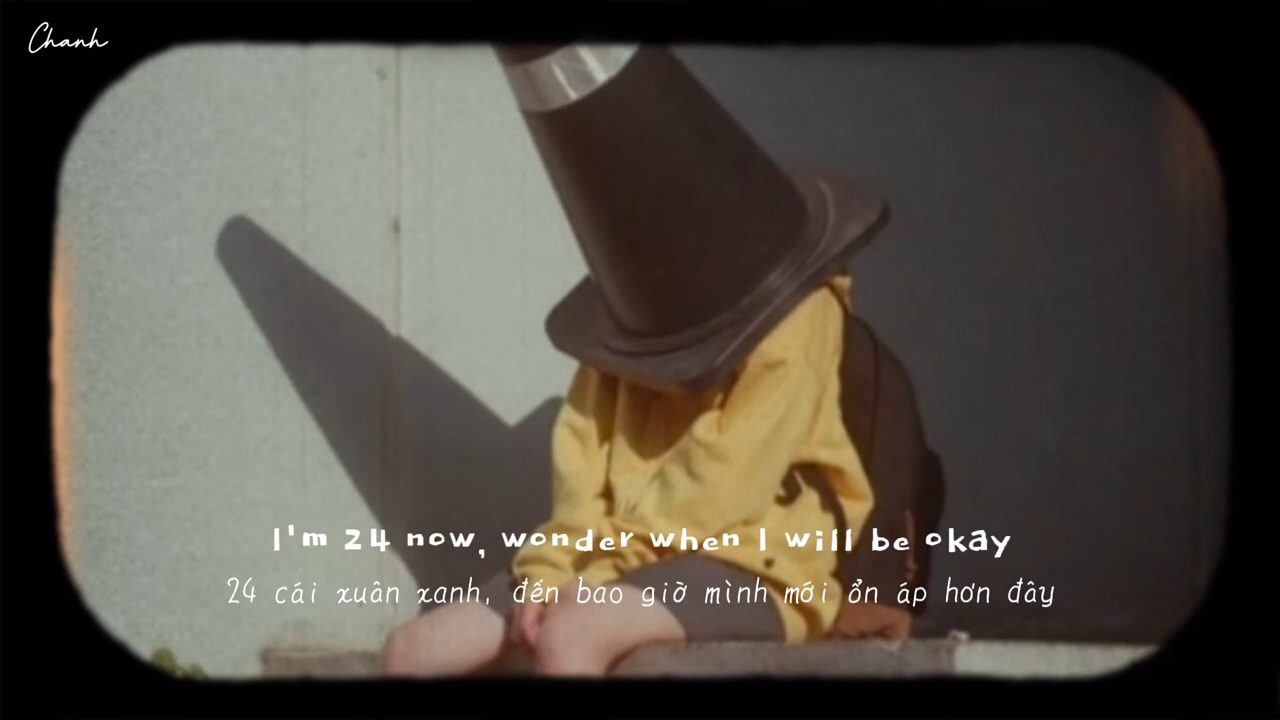 Chanh
I'm 24 now, wonder when I will be okay
24 cái xuân xanh, đến bao giờ mình mới ổn áp hơn đây